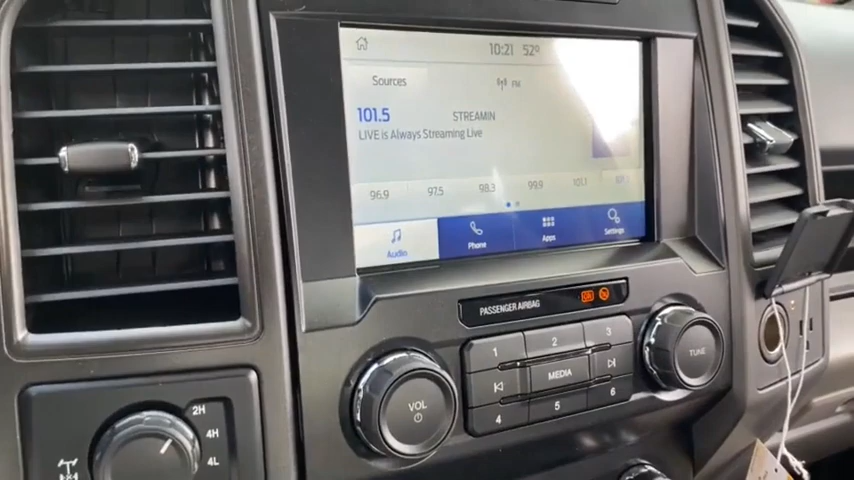 10:21 52°
Sources
FM
101.5 STREAMIN
LIVE is Always Streaming Live
96.9 97.5 98.3 99.9 101.1
Audio Phone Apps Settings
PASSENGER AIRBAG
1 2 3
MEDIA
4 5 6
VOL
TUNE
2H
4H
4L